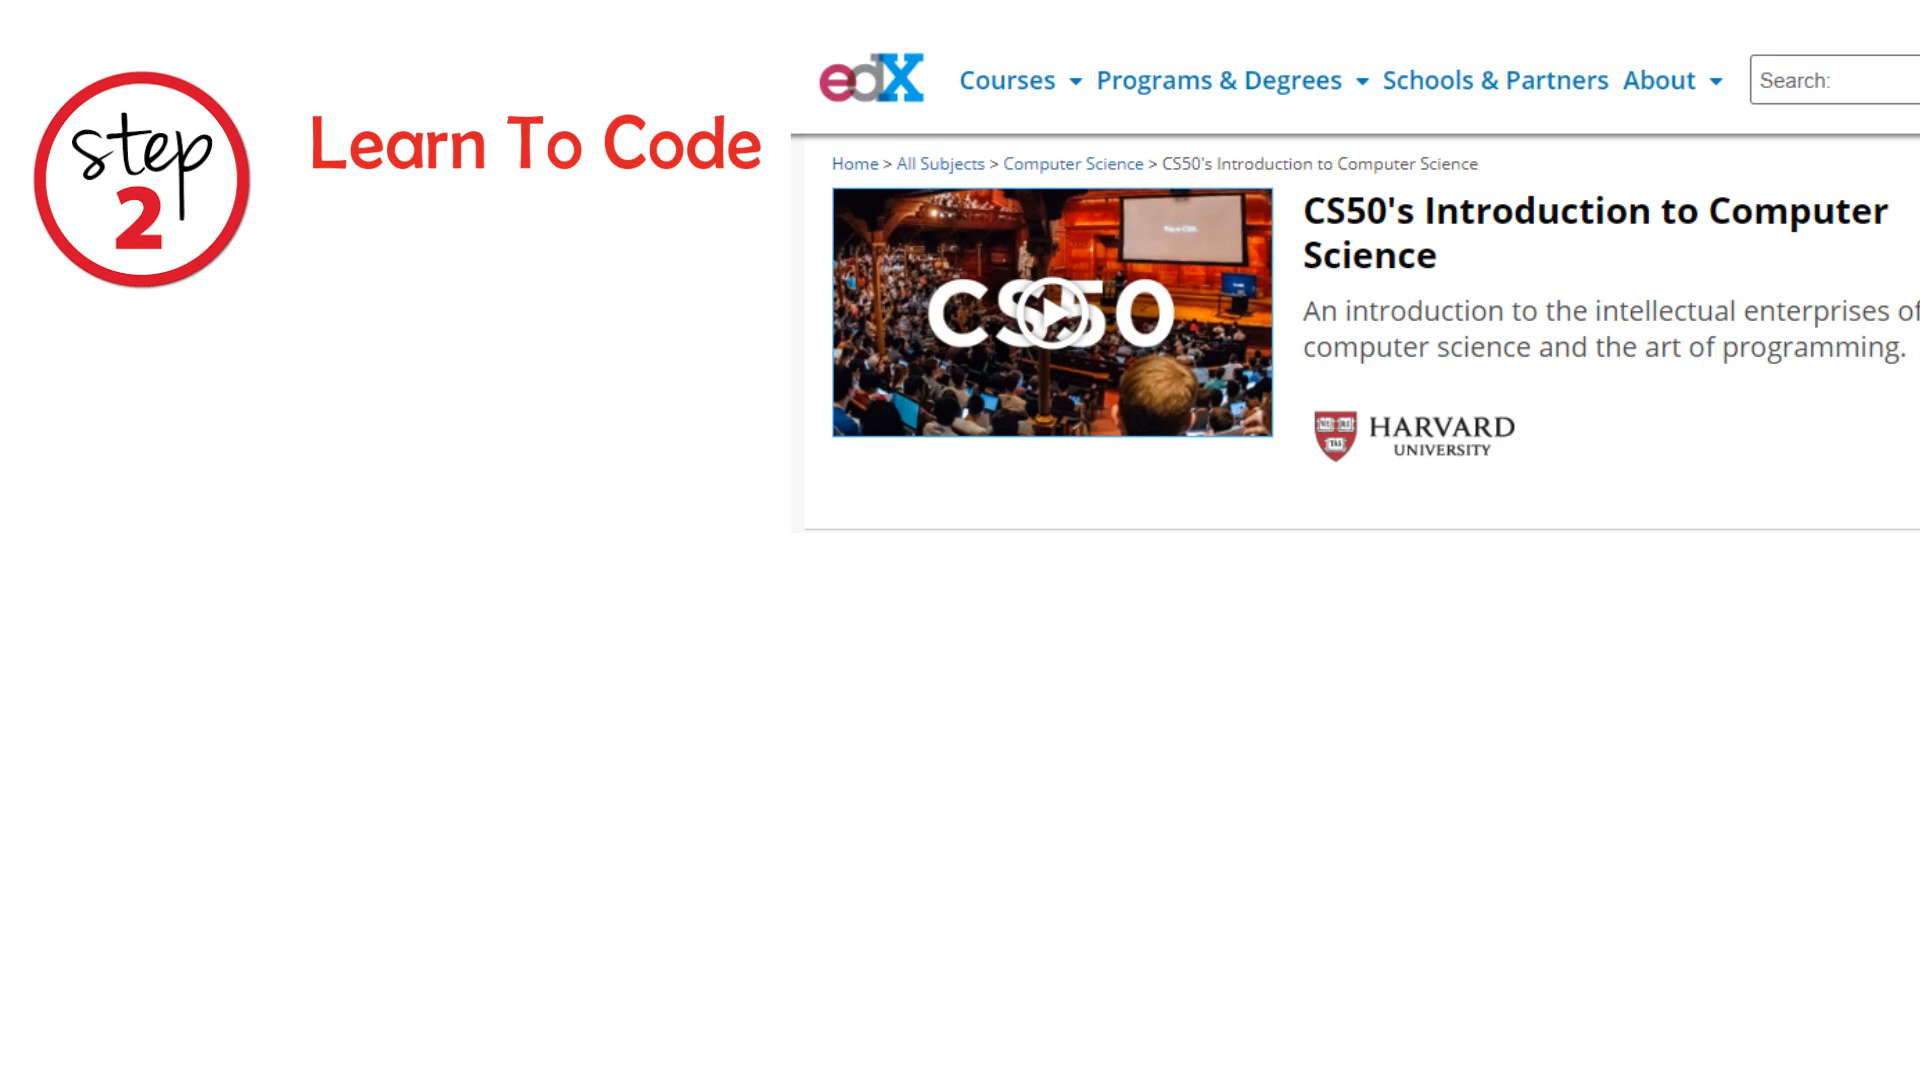 step
2
Learn To Code
edX
Courses
Programs & Degrees
Schools & Partners
About
Search:
Home > All Subjects > Computer Science > CS50's Introduction to Computer Science
CS50
CS50's Introduction to Computer
Science
An introduction to the intellectual enterprises of
computer science and the art of programming.
HARVARD
UNIVERSITY